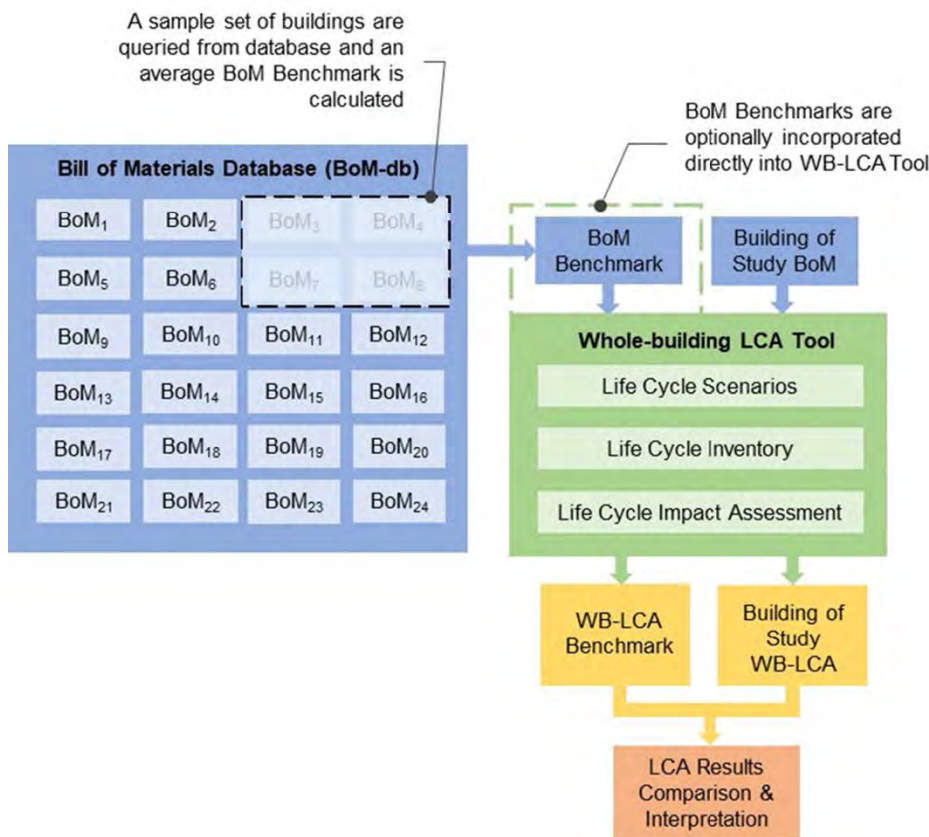 A sample set of buildings are
queried from database and an
average BoM Benchmark is
calculated
BoM Benchmarks are
optionally incorporated
directly into WB-LCA Tool
Bill of Materials Database (BoM-db)
BoM₁ BoM₂ BoM₃ BoM₄
BoM₅ BoM₆ BoM₇ BoM₈
BoM₉ BoM₁₀ BoM₁₁ BoM₁₂
BoM₁₃ BoM₁₄ BoM₁₅ BoM₁₆
BoM₁₇ BoM₁₈ BoM₁₉ BoM₂₀
BoM₂₁ BoM₂₂ BoM₂₃ BoM₂₄
BoM
Benchmark
Building of
Study BoM
Whole-building LCA Tool
Life Cycle Scenarios
Life Cycle Inventory
Life Cycle Impact Assessment
WB-LCA
Benchmark
Building of
Study
WB-LCA
LCA Results
Comparison &
Interpretation